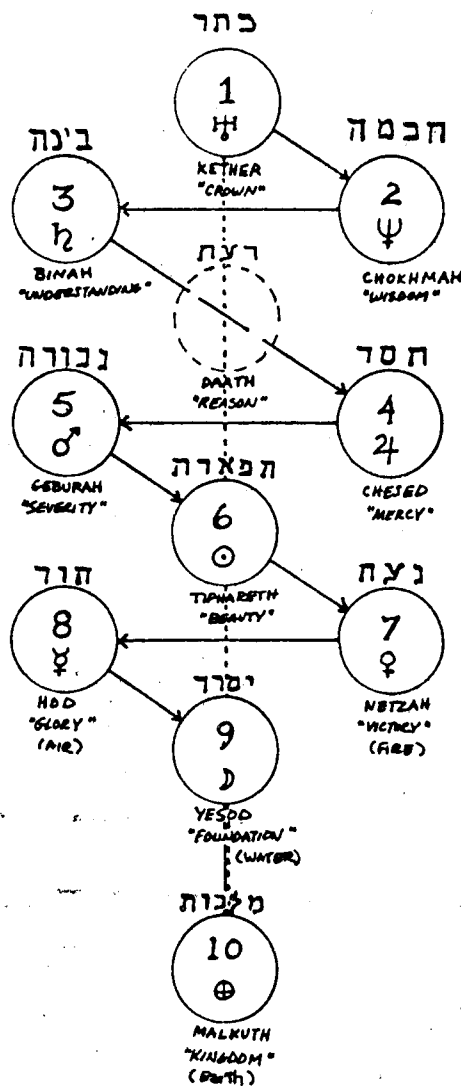 כתר
1
♅
KETHER
"CROWN"
חכמה
2
♆
CHOKHMAH
"WISDOM"
בינה
3
♄
BINAH
"UNDERSTANDING"
דעת
DAATH
"REASON"
חסד
4
♃
CHESED
"MERCY"
גבורה
5
♂
GEBURAH
"SEVERITY"
תפארה
6
☉
TIPHARETH
"BEAUTY"
נצח
7
♀
NETZAH
"VICTORY"
(FIRE)
הוד
8
☿
HOD
"GLORY"
(AIR)
יסוד
9
☽
YESOD
"FOUNDATION"
(WATER)
מלכות
10
⊕
MALKUTH
"KINGDOM"
(Earth)